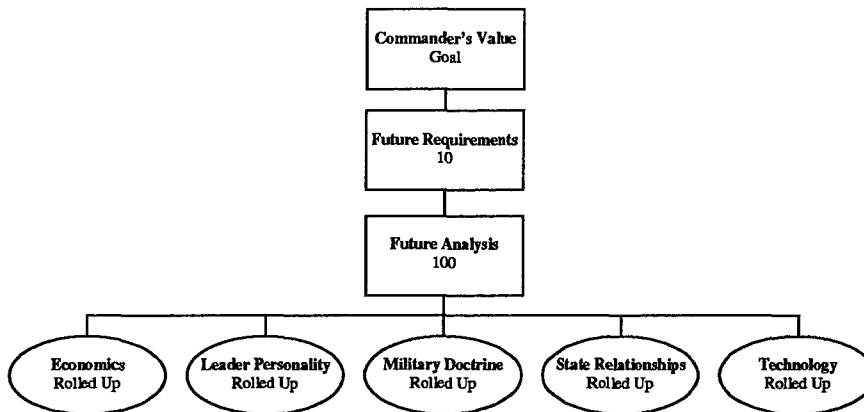 Commander's Value
Goal
Future Requirements
10
Future Analysis
100
Economics
Rolled Up
Leader Personality
Rolled Up
Military Doctrine
Rolled Up
State Relationships
Rolled Up
Technology
Rolled Up